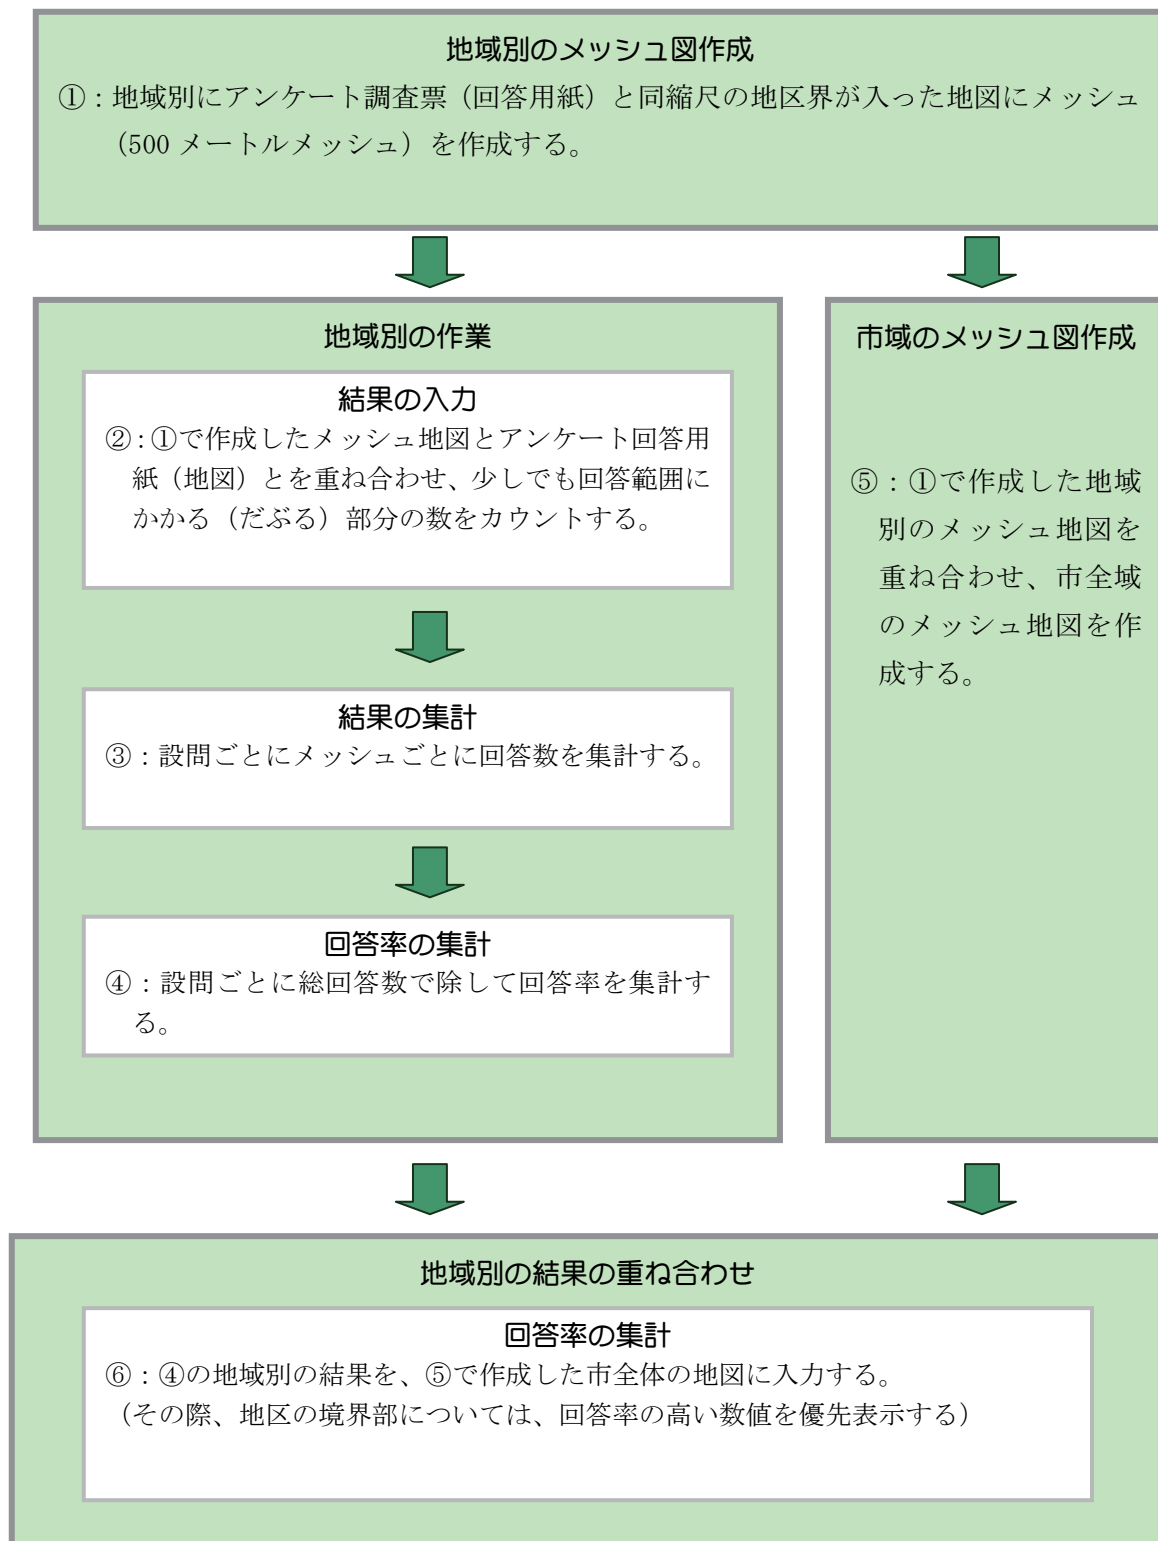 地域別のメッシュ図作成
①：地域別にアンケート調査票（回答用紙）と同縮尺の地区界が入った地図にメッシュ
（500 メートルメッシュ）を作成する。
地域別の作業
結果の入力
②：①で作成したメッシュ地図とアンケート回答用
紙（地図）とを重ね合わせ、少しでも回答範囲に
かかる（だぶる）部分の数をカウントする。
結果の集計
③：設問ごとにメッシュごとに回答数を集計する。
回答率の集計
④：設問ごとに総回答数で除して回答率を集計す
る。
市域のメッシュ図作成
⑤：①で作成した地域
別のメッシュ地図を
重ね合わせ、市全域
のメッシュ地図を作
成する。
地域別の結果の重ね合わせ
回答率の集計
⑥：④の地域別の結果を、⑤で作成した市全体の地図に入力する。
（その際、地区の境界部については、回答率の高い数値を優先表示する）